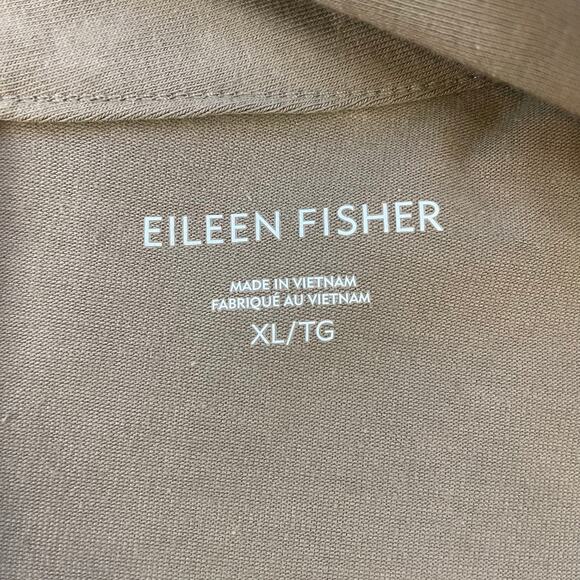 EILEEN FISHER
MADE IN VIETNAM
FABRIQUÉ AU VIETNAM
XL/TG